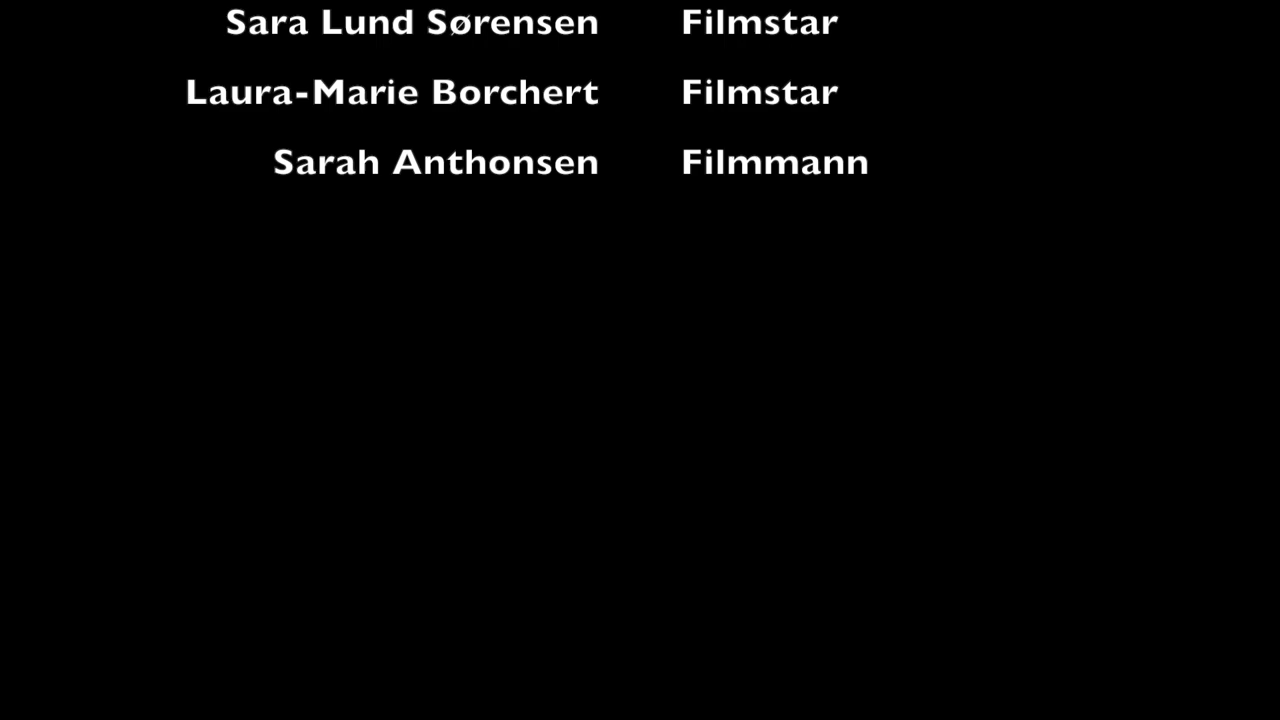 Sara Lund Sørensen Filmstar
Laura-Marie Borchert Filmstar
Sarah Anthonsen Filmmann